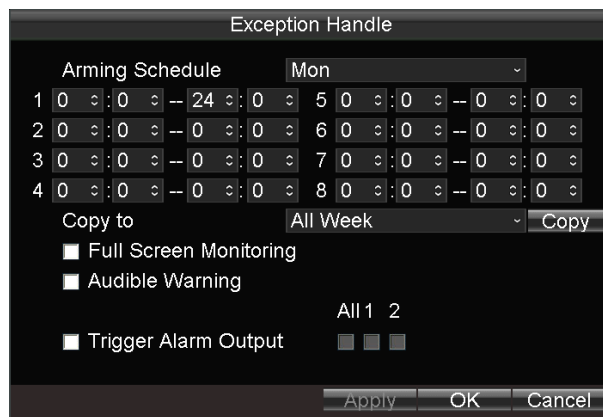 Exception Handle
Arming Schedule Mon
1 0 : 0 -- 24 : 0 5 0 : 0 -- 0 : 0
2 0 : 0 -- 0 : 0 6 0 : 0 -- 0 : 0
3 0 : 0 -- 0 : 0 7 0 : 0 -- 0 : 0
4 0 : 0 -- 0 : 0 8 0 : 0 -- 0 : 0
Copy to All Week Copy
Full Screen Monitoring
Audible Warning
All 1 2
Trigger Alarm Output
Apply OK Cancel